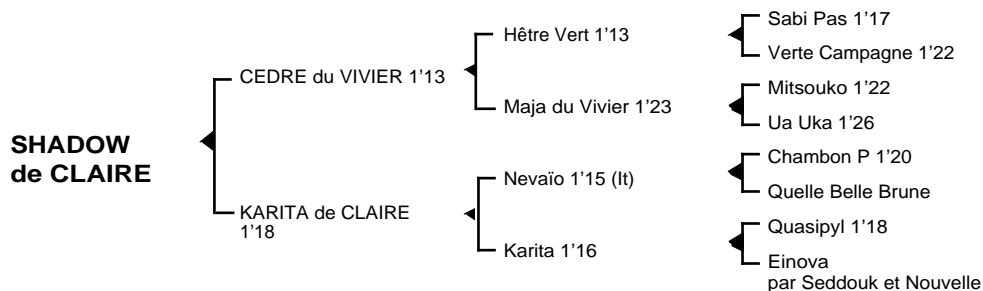 SHADOW
de CLAIRE
CEDRE du VIVIER 1'13
KARITA de CLAIRE
1'18
Hêtre Vert 1'13
Maja du Vivier 1'23
Nevaïo 1'15 (It)
Karita 1'16
Sabi Pas 1'17
Verte Campagne 1'22
Mitsouko 1'22
Ua Uka 1'26
Chambon P 1'20
Quelle Belle Brune
Quasipyl 1'18
Einova
par Seddouk et Nouvelle